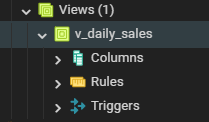 Views (1)
v_daily_sales
Columns
Rules
Triggers